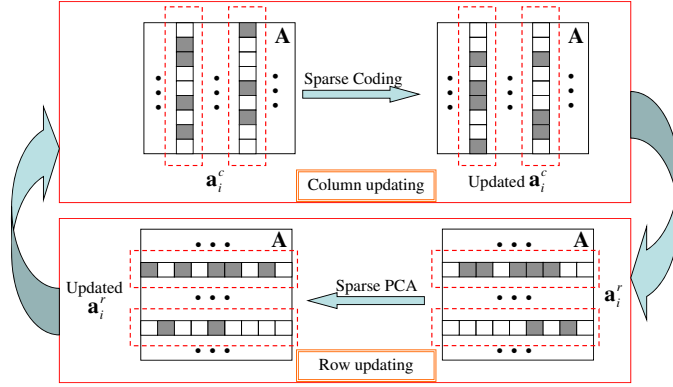 A
A
Sparse Coding
a_i^c
Updated a_i^c
Column updating
A
A
Updated
a_i^r
Sparse PCA
a_i^r
Row updating